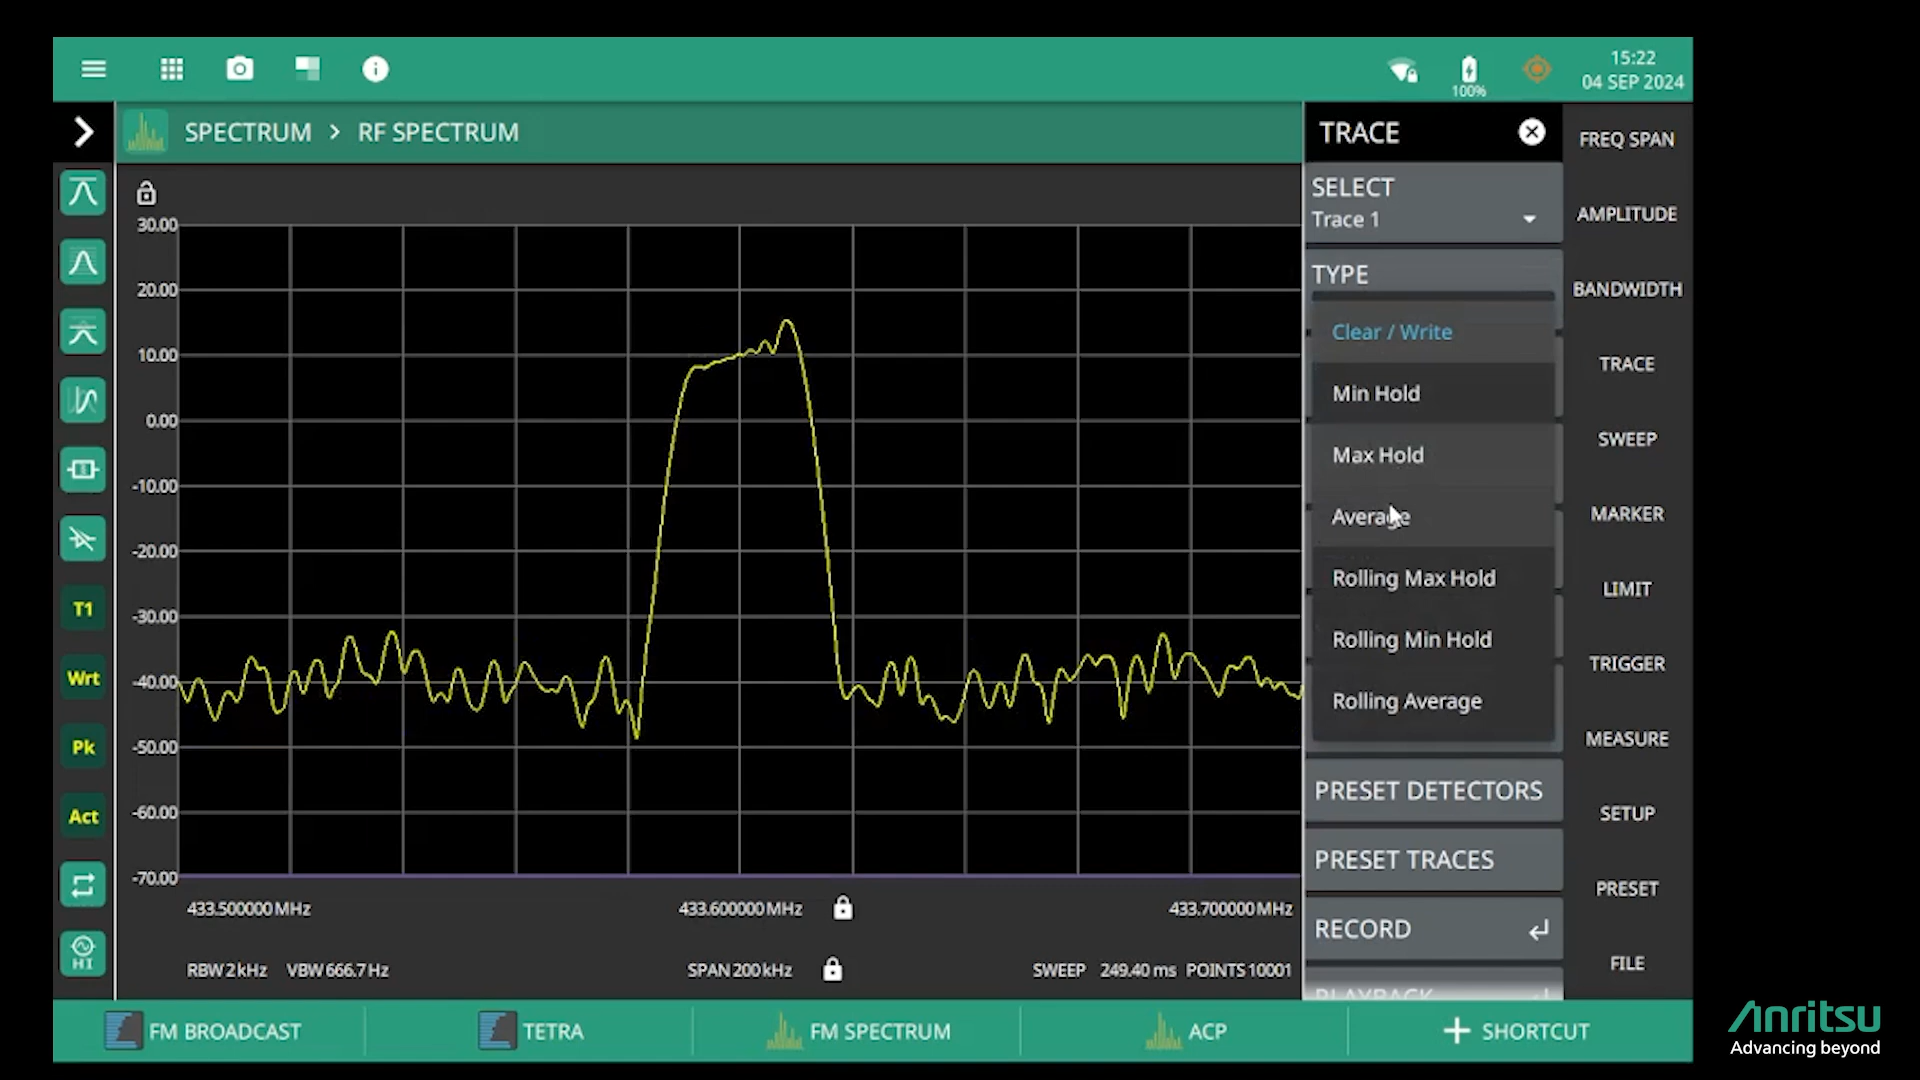 15:22
100%
04 SEP 2024
SPECTRUM > RF SPECTRUM
TRACE
FREQ SPAN
SELECT
Trace 1
AMPLITUDE
30.00
20.00
10.00
0.00
-10.00
-20.00
-30.00
-40.00
-50.00
-60.00
-70.00
TYPE
Clear / Write
Min Hold
Max Hold
Average
Rolling Max Hold
Rolling Min Hold
Rolling Average
PRESET DETECTORS
PRESET TRACES
RECORD
PLAYBACK
BANDWIDTH
TRACE
SWEEP
MARKER
LIMIT
TRIGGER
MEASURE
SETUP
PRESET
FILE
T1
Wrt
Pk
Act
HI
433.500000 MHz
433.600000 MHz
433.700000 MHz
RBW 2 kHz VBW 666.7 Hz
SPAN 200 kHz
SWEEP 249.40 ms POINTS 10001
FM BROADCAST
TETRA
FM SPECTRUM
ACP
+ SHORTCUT
Anritsu
Advancing beyond